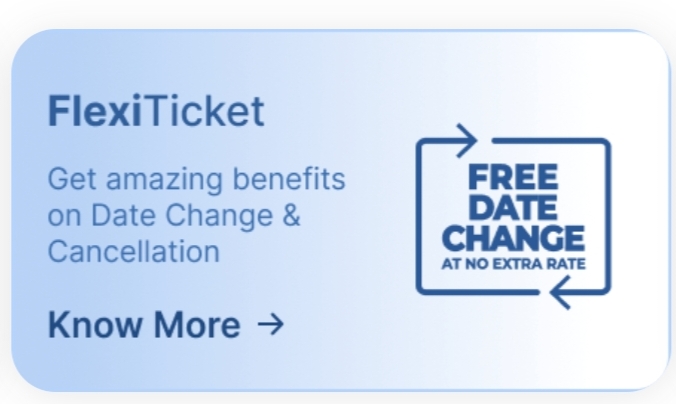 FlexiTicket
Get amazing benefits
on Date Change &
Cancellation
Know More →
FREE
DATE
CHANGE
AT NO EXTRA RATE